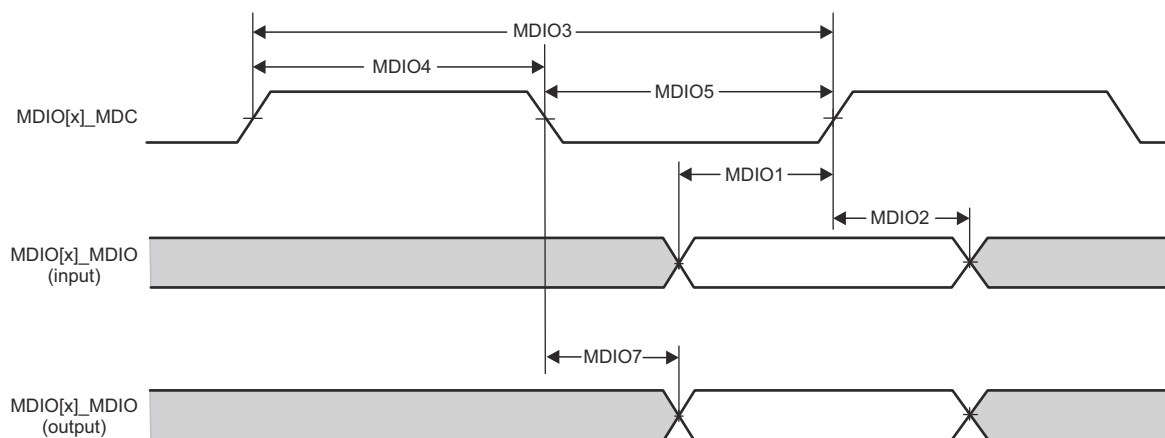 MDIO3
MDIO4
MDIO5
MDIO[x]_MDC
MDIO1
MDIO2
MDIO[x]_MDIO
(input)
MDIO7
MDIO[x]_MDIO
(output)